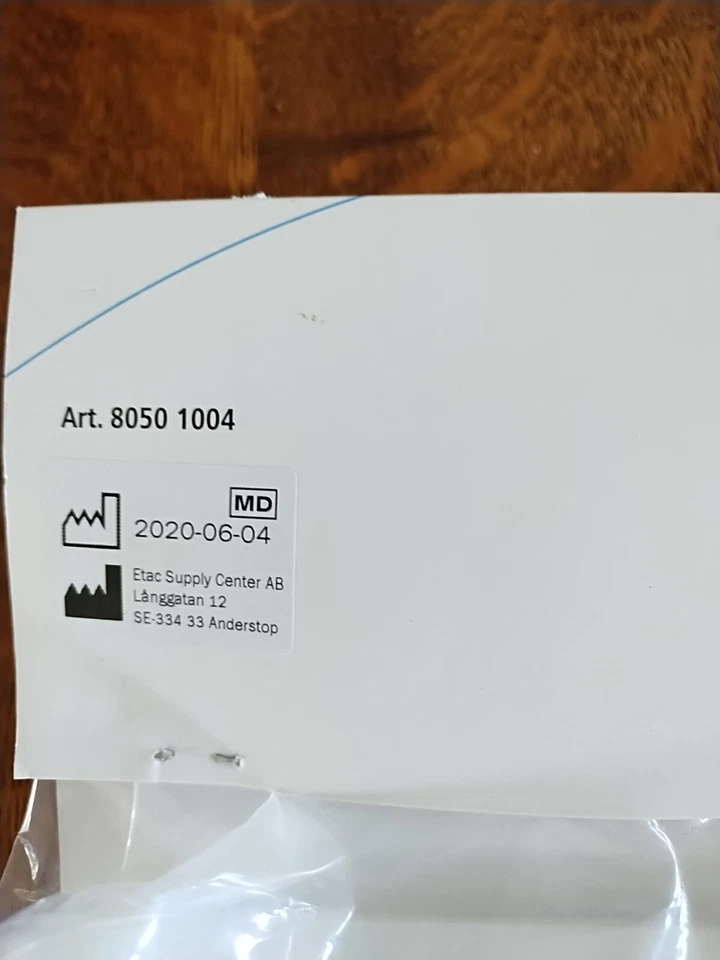 Art. 8050 1004
MD
2020-06-04
Etac Supply Center AB
Långgatan 12
SE-334 33 Anderstop